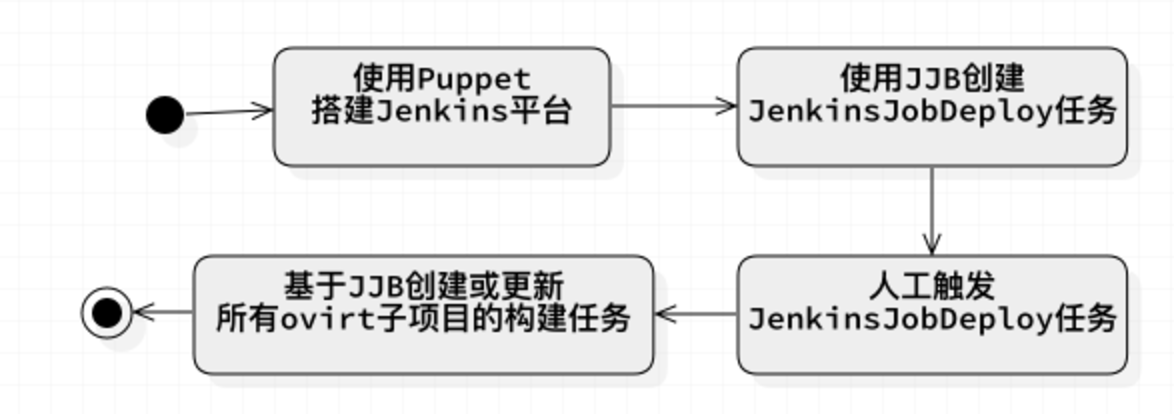 使用Puppet
搭建Jenkins平台
使用JJB创建
JenkinsJobDeploy任务
人工触发
JenkinsJobDeploy任务
基于JJB创建或更新
所有ovirt子项目的构建任务